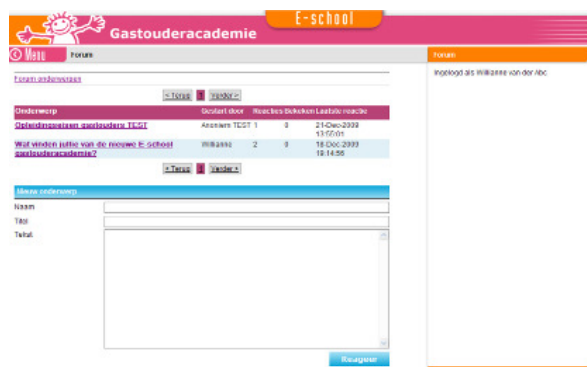 E-school
Gastouderacademie
Menu
Forum
Forum
Ingelogd als Willianne van der Abc
Forum onderwerpen
< Terug 1 Verder >
Onderwerp Gestart door Reacties Bekeken Laatste reactie
Opleidingseisen gastouders TEST Anoniem TEST 1 0 21-Dec-2009
13:55:01
Wat vinden jullie van de nieuwe E-school Willianne 2 0 18-Dec-2009
gastouderacademie? 19:14:56
< Terug 1 Verder >
Nieuw onderwerp
Naam
Titel
Tekst
Reageer